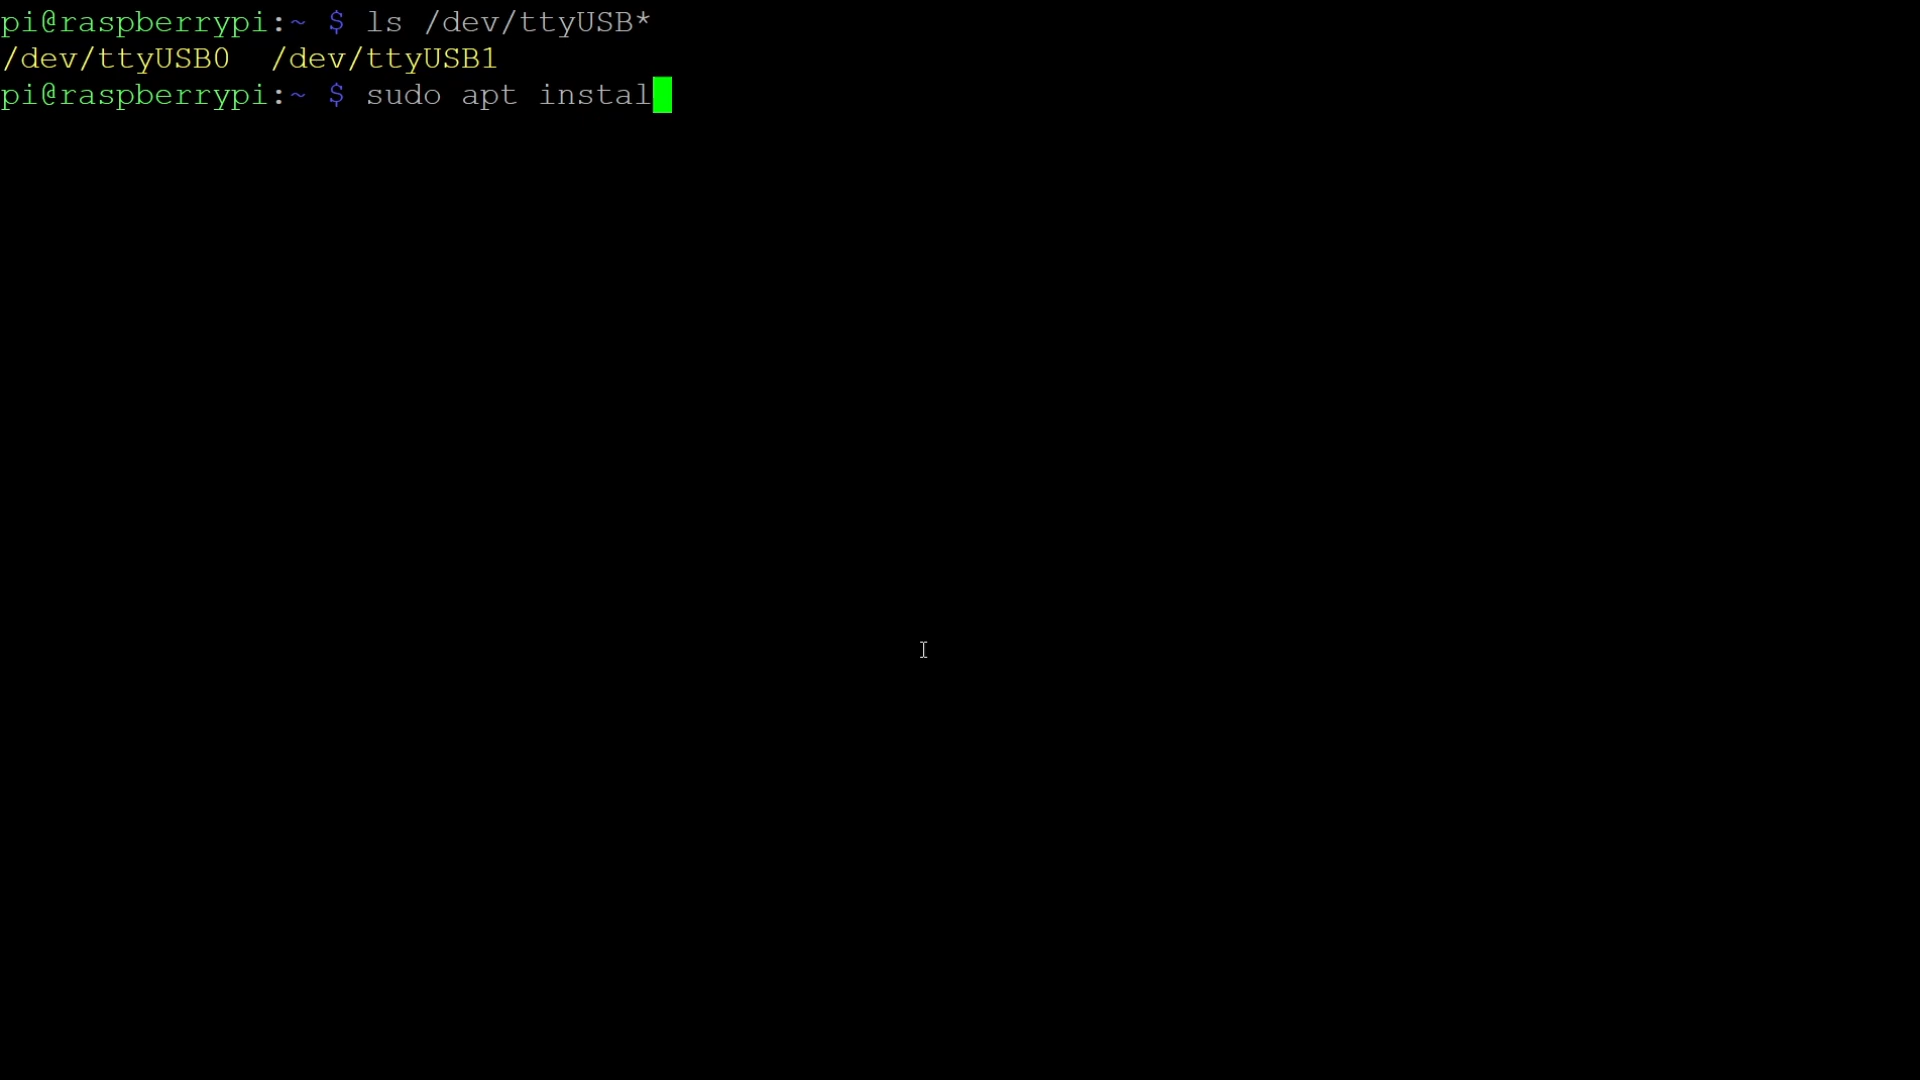 pi@raspberrypi:~ $ ls /dev/ttyUSB*
/dev/ttyUSB0  /dev/ttyUSB1
pi@raspberrypi:~ $ sudo apt instal